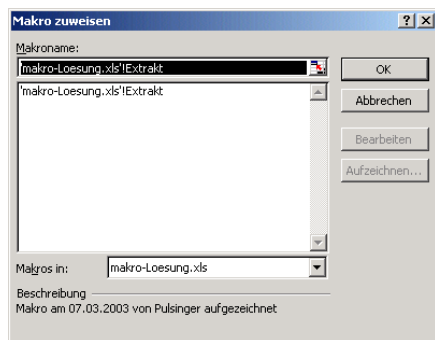 Makro zuweisen
Makroname:
'makro-Loesung.xls'!Extrakt
'makro-Loesung.xls'!Extrakt
OK
Abbrechen
Bearbeiten
Aufzeichnen...
Makros in:
makro-Loesung.xls
Beschreibung
Makro am 07.03.2003 von Pulsinger aufgezeichnet